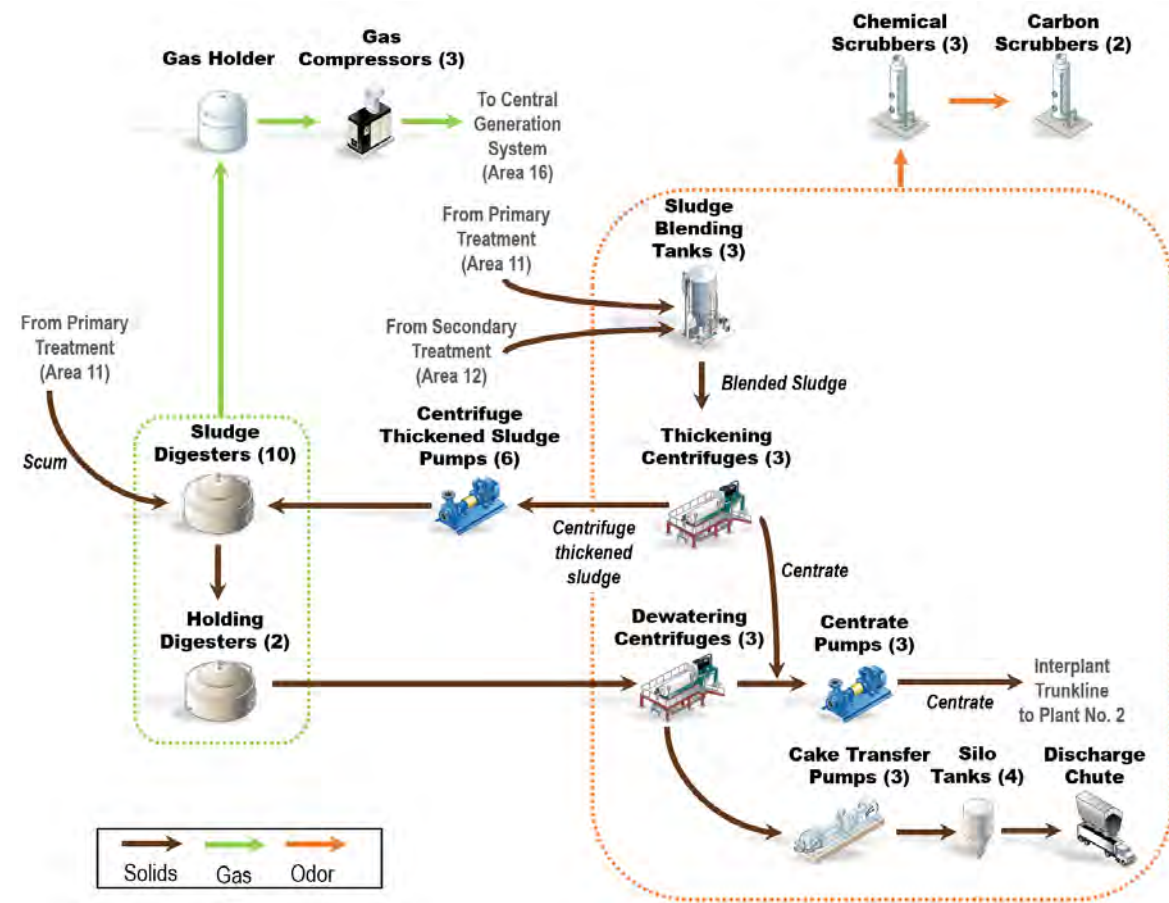 Gas Holder
Gas
Compressors (3)
To Central
Generation
System
(Area 16)
Chemical
Scrubbers (3)
Carbon
Scrubbers (2)
From Primary
Treatment
(Area 11)
Sludge
Blending
Tanks (3)
From Primary
Treatment
(Area 11)
From Secondary
Treatment
(Area 12)
Blended Sludge
Scum
Sludge
Digesters (10)
Centrifuge
Thickened Sludge
Pumps (6)
Thickening
Centrifuges (3)
Centrifuge
thickened
sludge
Centrate
Holding
Digesters (2)
Dewatering
Centrifuges (3)
Centrate
Pumps (3)
Centrate
Interplant
Trunkline
to Plant No. 2
Cake Transfer
Pumps (3)
Silo
Tanks (4)
Discharge
Chute
Solids
Gas
Odor